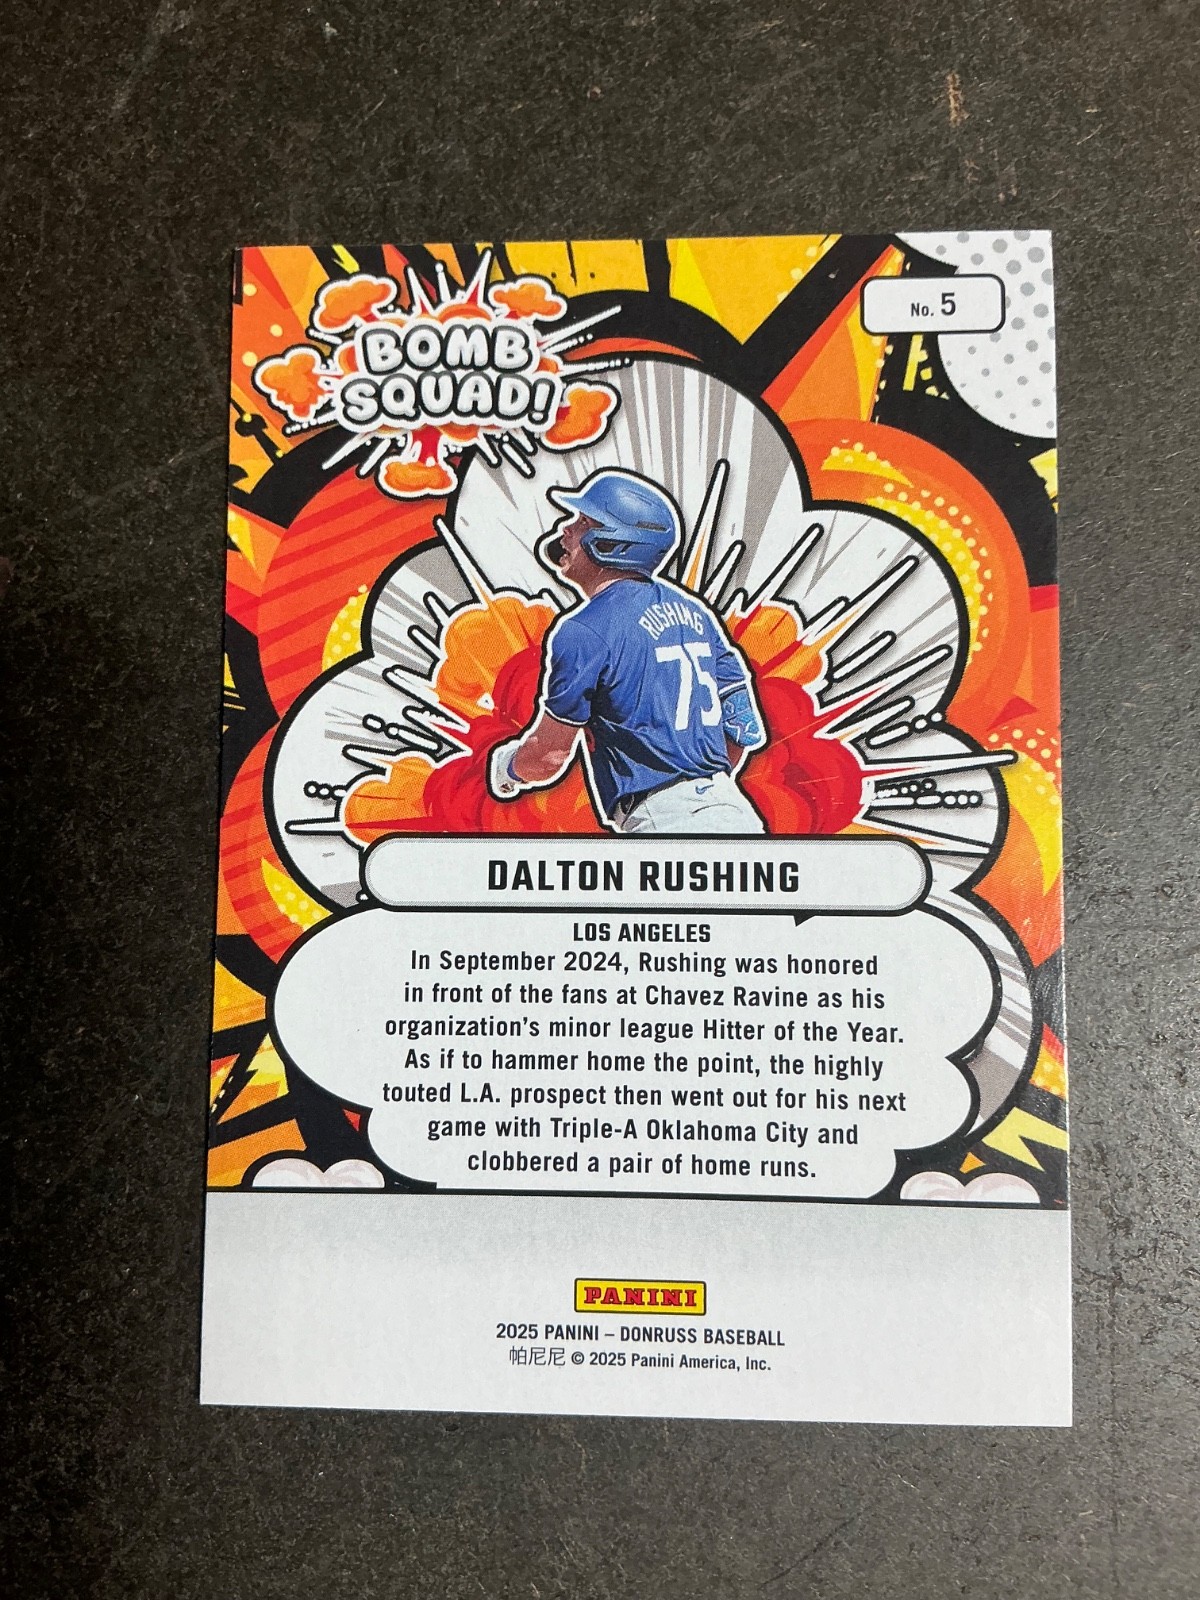 No. 5
BOMB
SQUAD!
RUSHING
75
DALTON RUSHING
LOS ANGELES
In September 2024, Rushing was honored
in front of the fans at Chavez Ravine as his
organization's minor league Hitter of the Year.
As if to hammer home the point, the highly
touted L.A. prospect then went out for his next
game with Triple-A Oklahoma City and
clobbered a pair of home runs.
PANINI
2025 PANINI – DONRUSS BASEBALL
帕尼尼 © 2025 Panini America, Inc.